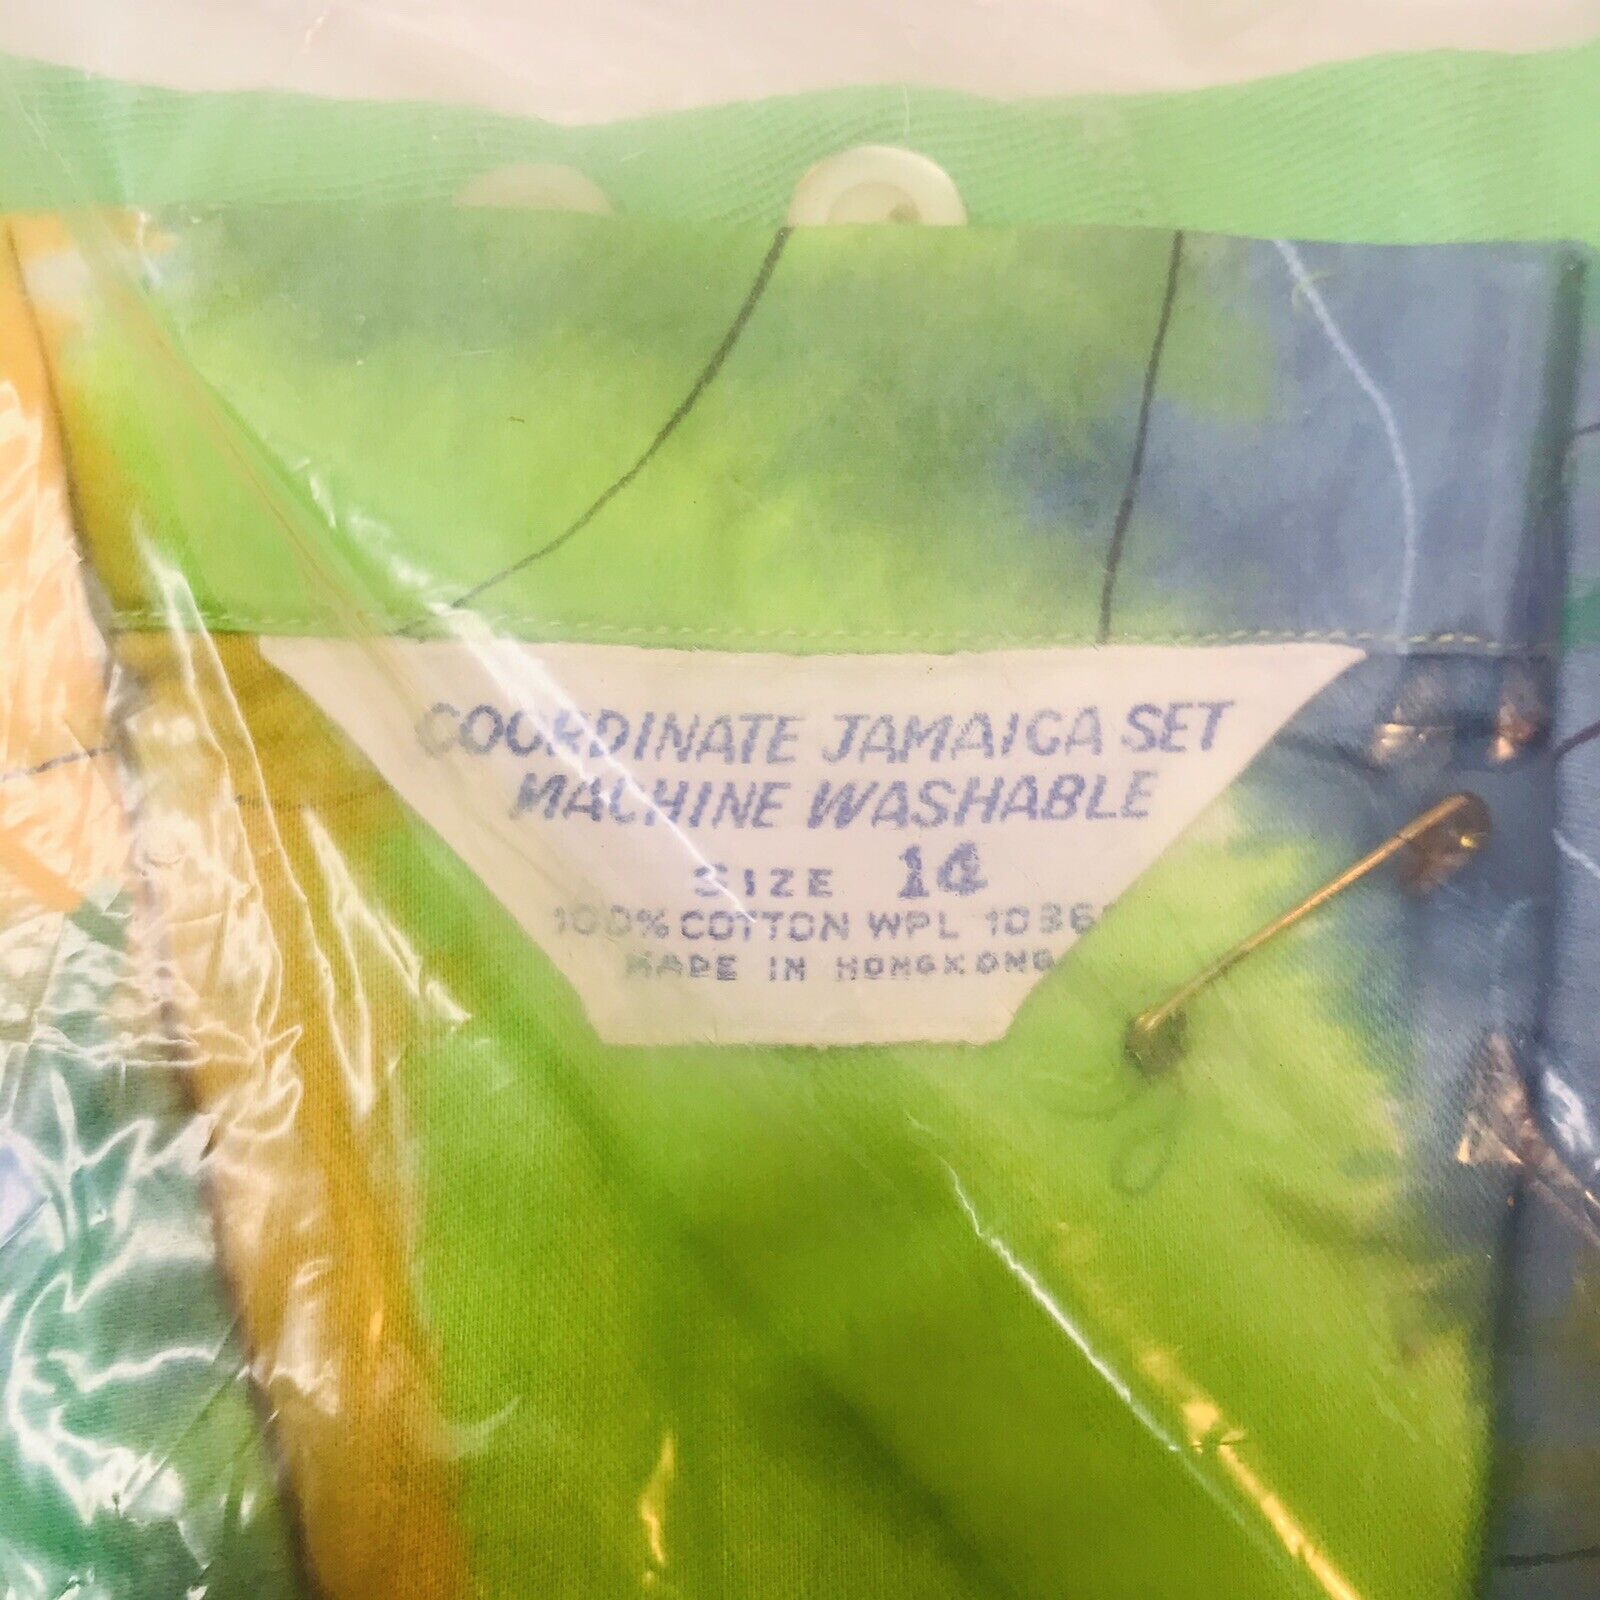 COORDINATE JAMAICA SET
MACHINE WASHABLE
SIZE 14
100% COTTON WPL
MADE IN HONGKONG